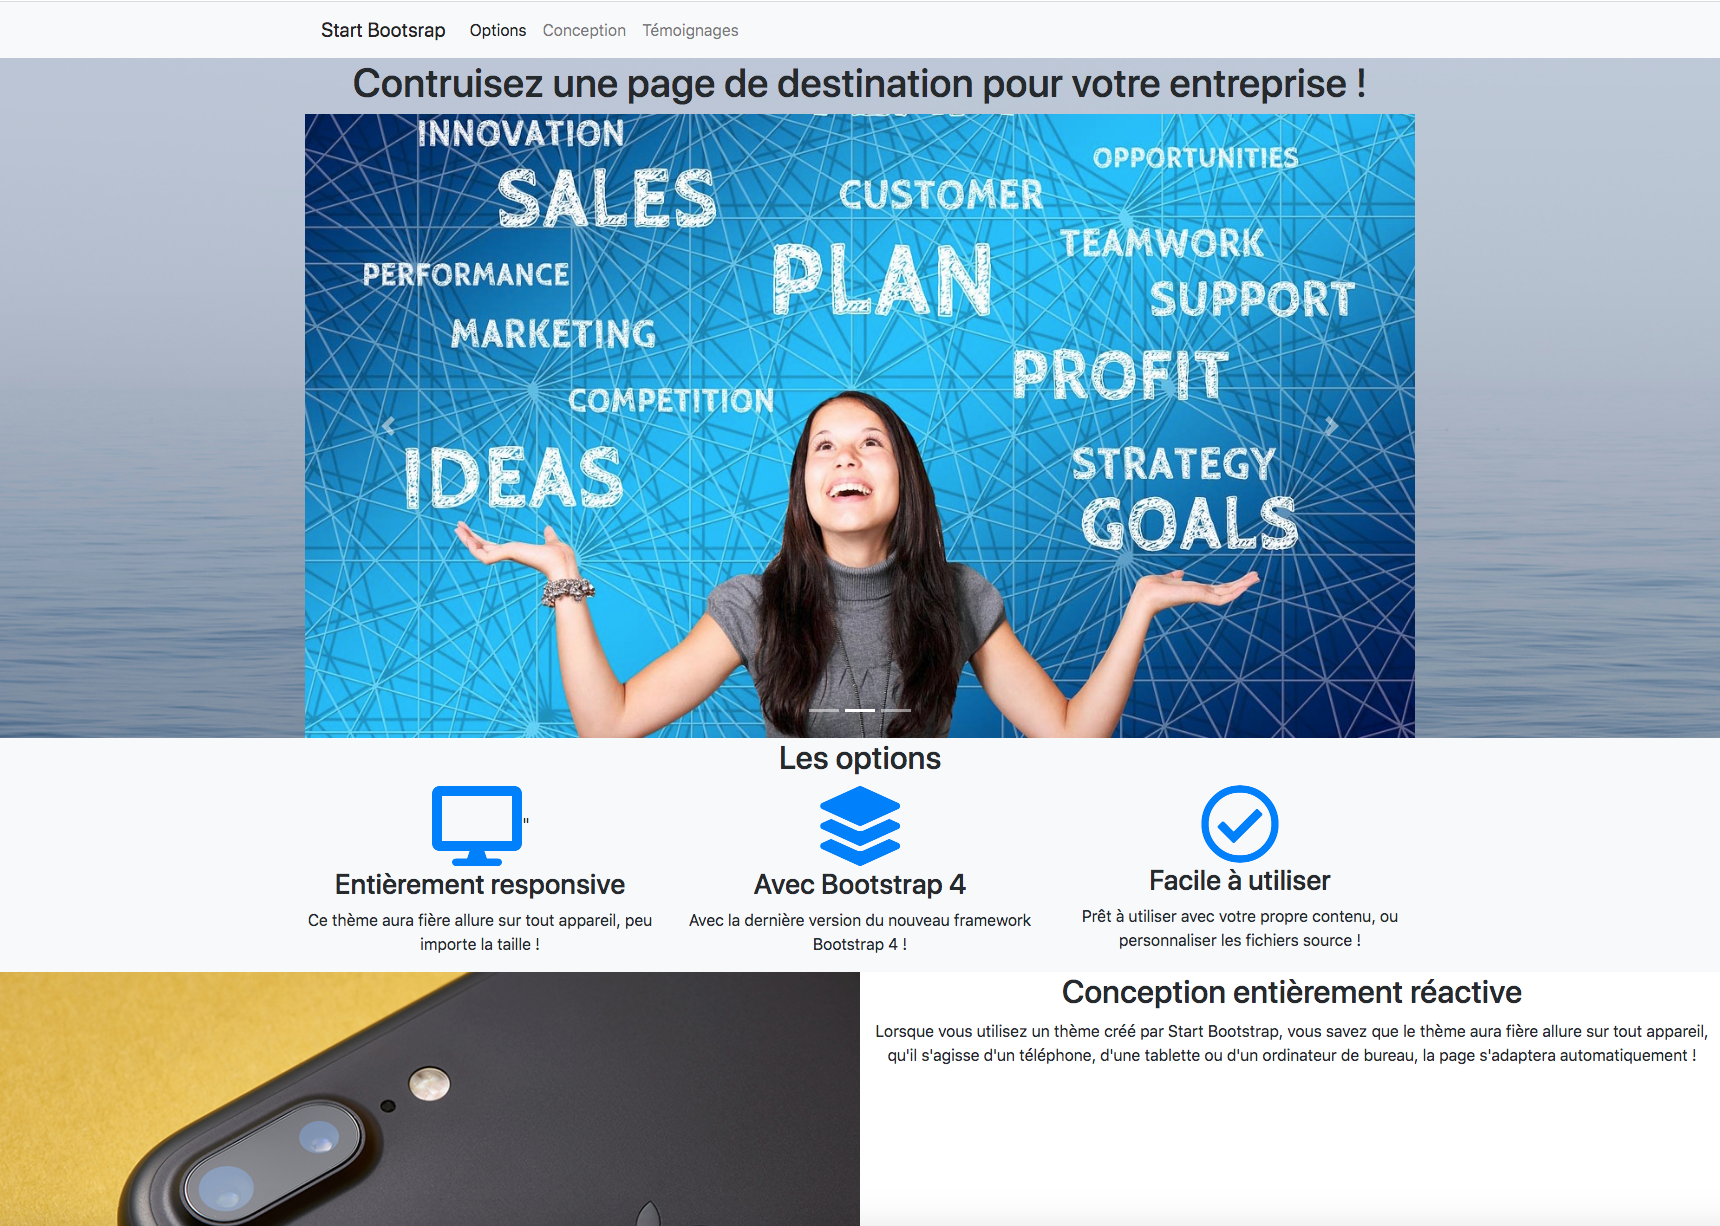 Start Bootsrap Options Conception Témoignages
Contruisez une page de destination pour votre entreprise !
INNOVATION
SALES
CUSTOMER
OPPORTUNITIES
PERFORMANCE
PLAN
TEAMWORK
SUPPORT
MARKETING
PROFIT
COMPETITION
IDEAS
STRATEGY
GOALS
Les options
"
Entièrement responsive
Ce thème aura fière allure sur tout appareil, peu
importe la taille !
Avec Bootstrap 4
Avec la dernière version du nouveau framework
Bootstrap 4 !
Facile à utiliser
Prêt à utiliser avec votre propre contenu, ou
personnaliser les fichiers source !
Conception entièrement réactive
Lorsque vous utilisez un thème créé par Start Bootstrap, vous savez que le thème aura fière allure sur tout appareil,
qu'il s'agisse d'un téléphone, d'une tablette ou d'un ordinateur de bureau, la page s'adaptera automatiquement !